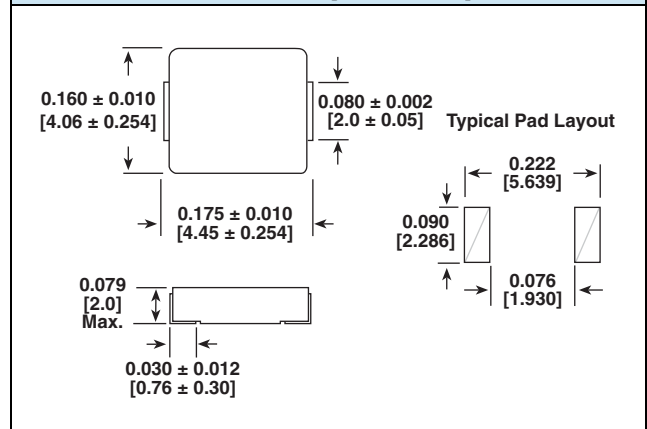 0.160 ± 0.010
[4.06 ± 0.254]
0.080 ± 0.002
[2.0 ± 0.05]
Typical Pad Layout
0.222
[5.639]
0.175 ± 0.010
[4.45 ± 0.254]
0.090
[2.286]
0.076
[1.930]
0.079
[2.0]
Max.
0.030 ± 0.012
[0.76 ± 0.30]